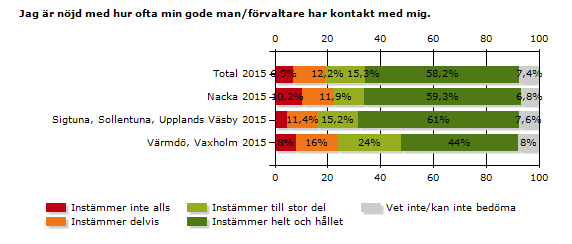 Jag är nöjd med hur ofta min gode man/förvaltare har kontakt med mig.
0 20 40 60 80 100
Total 2015 6,9% 12,2% 15,3% 58,2% 7,4%
Nacka 2015 10,2% 11,9% 59,3% 6,8%
Sigtuna, Sollentuna, Upplands Väsby 2015 11,4% 15,2% 61% 7,6%
Värmdö, Vaxholm 2015 8% 16% 24% 44% 8%
0 20 40 60 80 100
Instämmer inte alls Instämmer till stor del Vet inte/kan inte bedöma
Instämmer delvis Instämmer helt och hållet